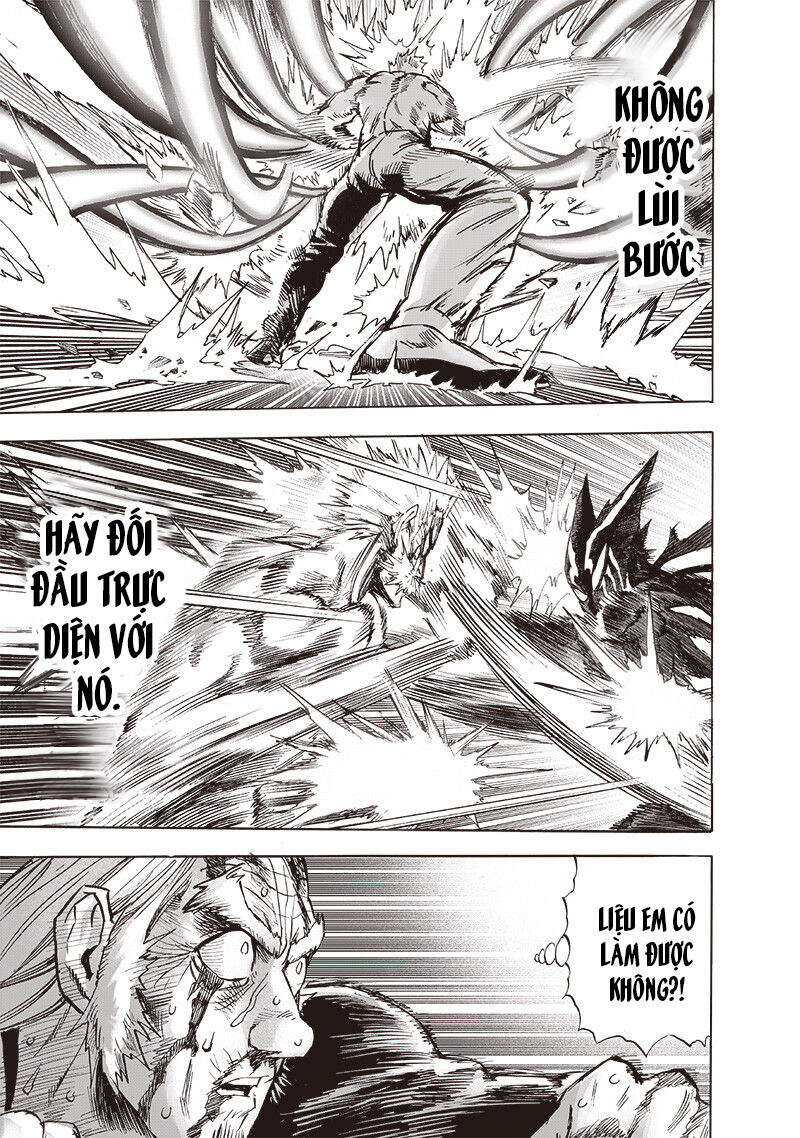 KHÔNG
ĐƯỢC
LÙI
BƯỚC
HÃY ĐỐI
ĐẦU TRỰC
DIỆN VỚI
NÓ.
LIỆU EM CÓ
LÀM ĐƯỢC
KHÔNG?!